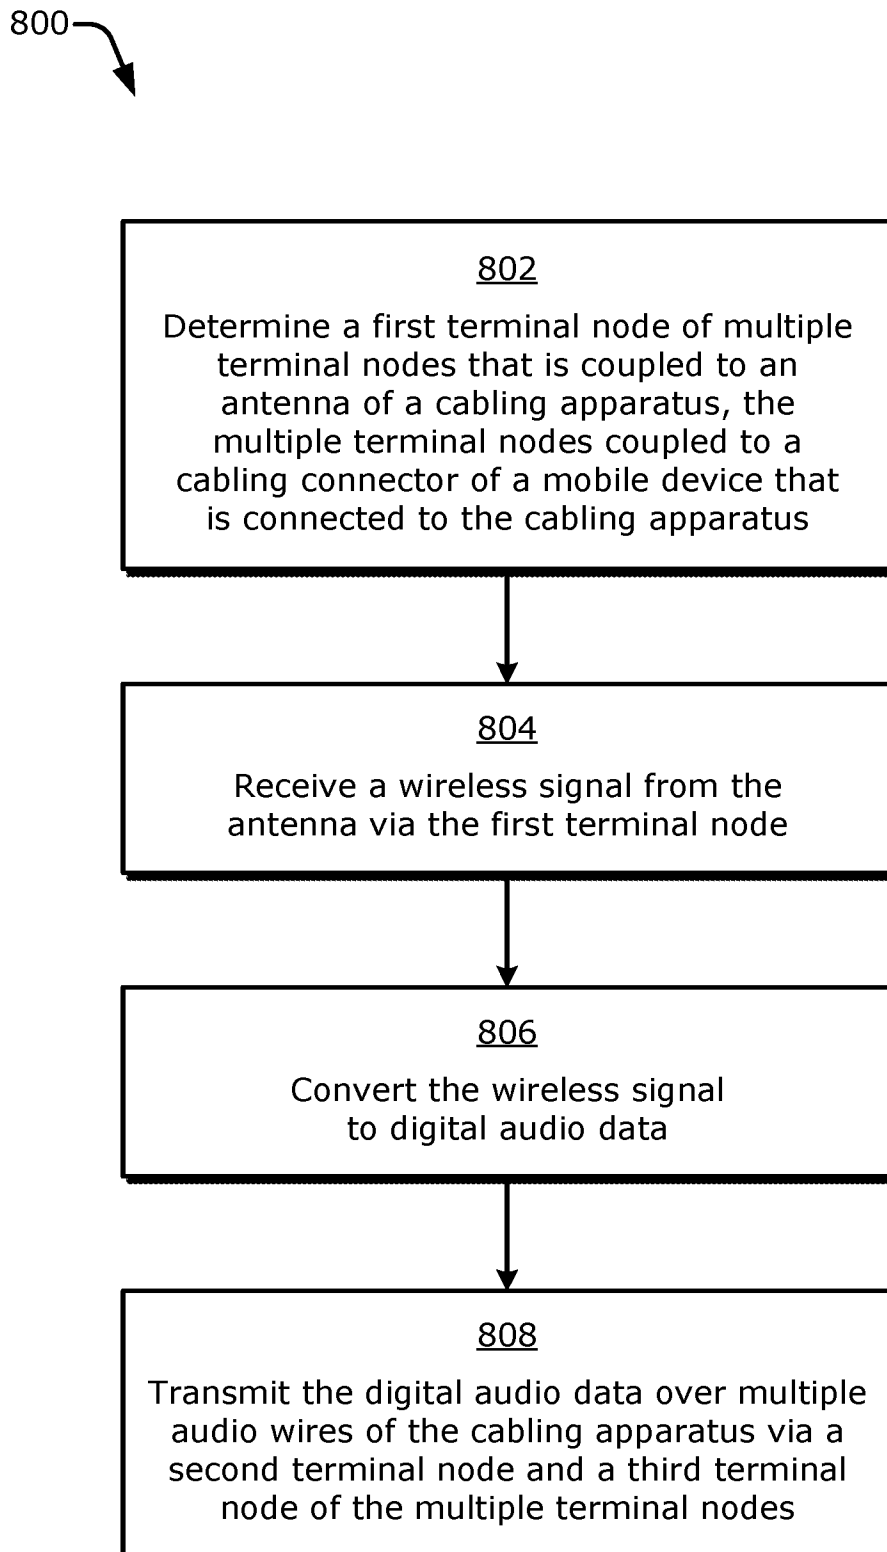 800
802
Determine a first terminal node of multiple
terminal nodes that is coupled to an
antenna of a cabling apparatus, the
multiple terminal nodes coupled to a
cabling connector of a mobile device that
is connected to the cabling apparatus
804
Receive a wireless signal from the
antenna via the first terminal node
806
Convert the wireless signal
to digital audio data
808
Transmit the digital audio data over multiple
audio wires of the cabling apparatus via a
second terminal node and a third terminal
node of the multiple terminal nodes